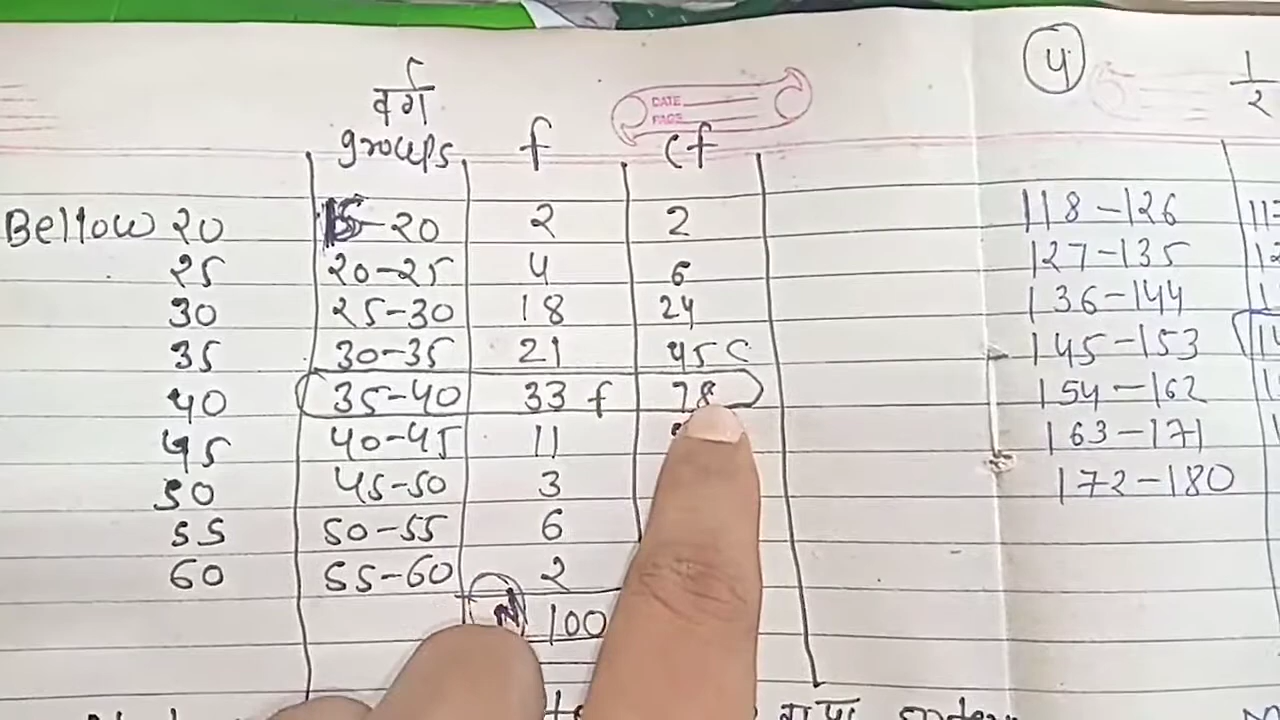 वर्ग
groups f cf
DATE
PAGE
Bellow 20 15-20 2 2
25 20-25 4 6
30 25-30 18 24
35 30-35 21 45 C
40 35-40 33 f 78
45 40-45 11
50 45-50 3
55 50-55 6
60 55-60 2
N 100
4
1/2
118-126
127-135
136-144
145-153
154-162
163-171
172-180